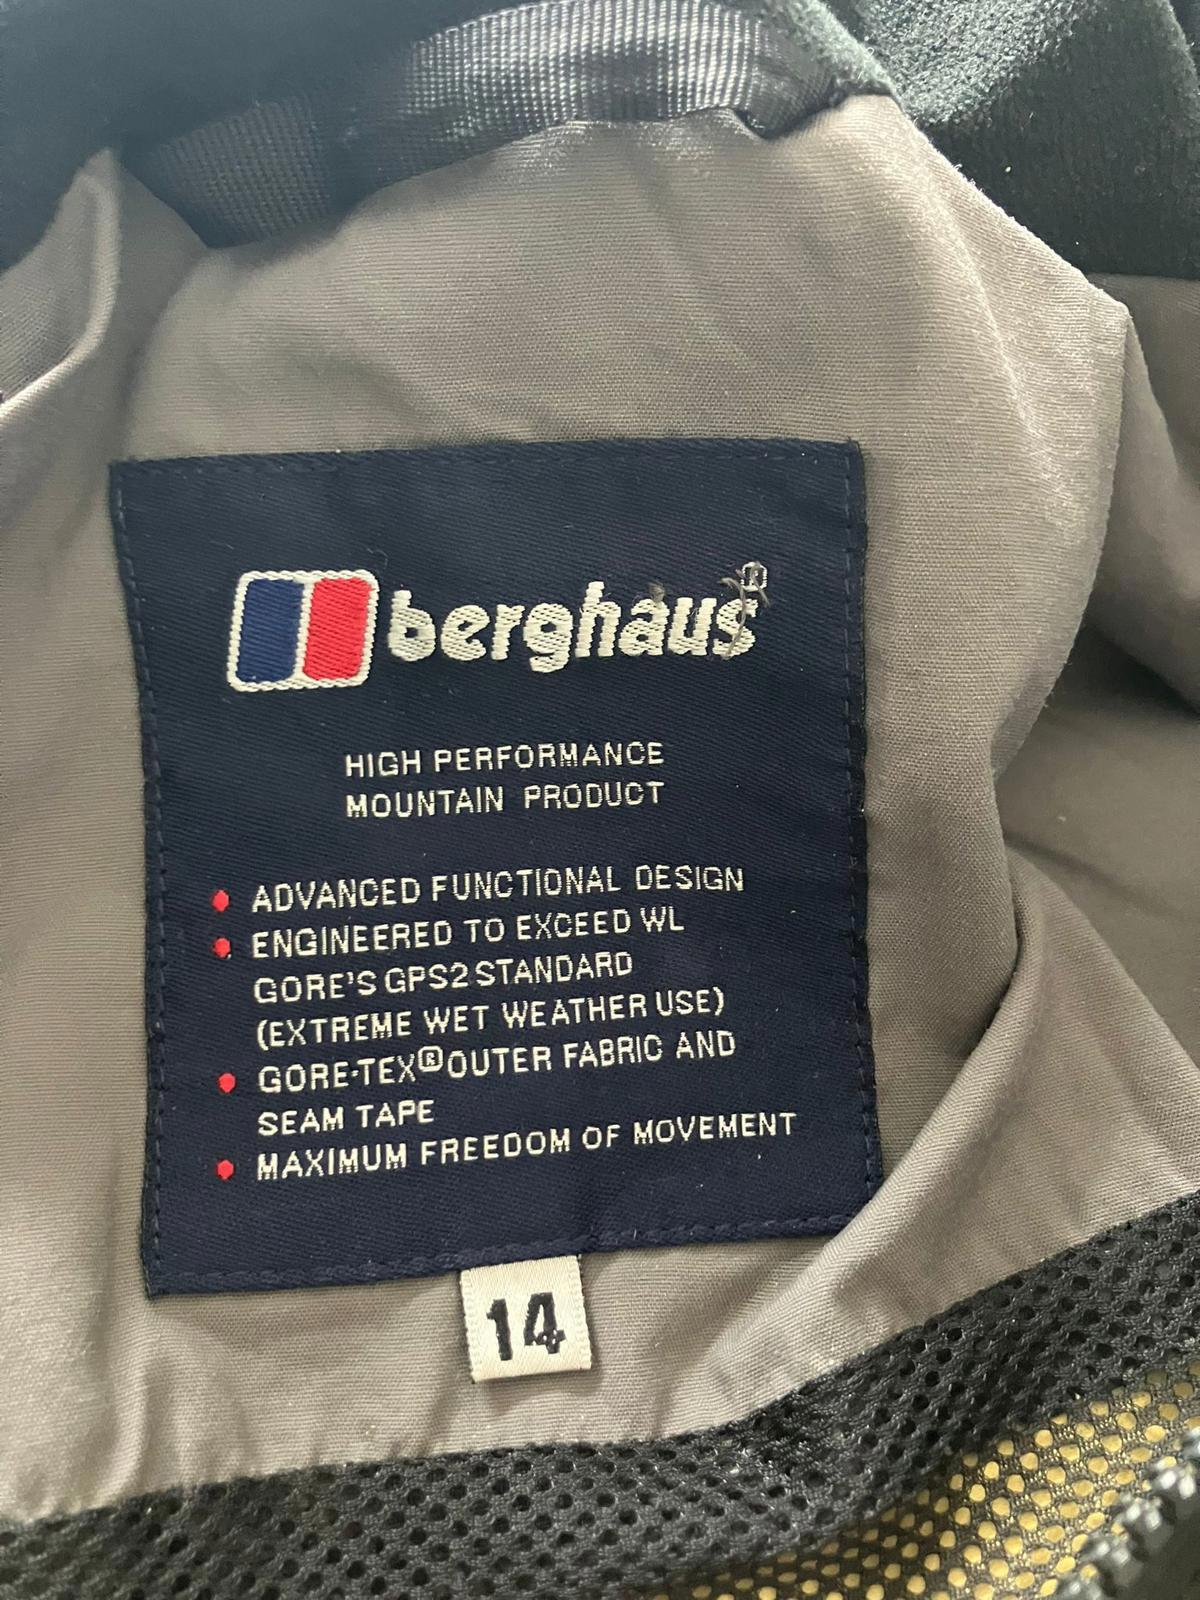 berghaus®
HIGH PERFORMANCE
MOUNTAIN PRODUCT
• ADVANCED FUNCTIONAL DESIGN
• ENGINEERED TO EXCEED WL
GORE'S GPS2 STANDARD
(EXTREME WET WEATHER USE)
• GORE-TEX® OUTER FABRIC AND
SEAM TAPE
• MAXIMUM FREEDOM OF MOVEMENT
14